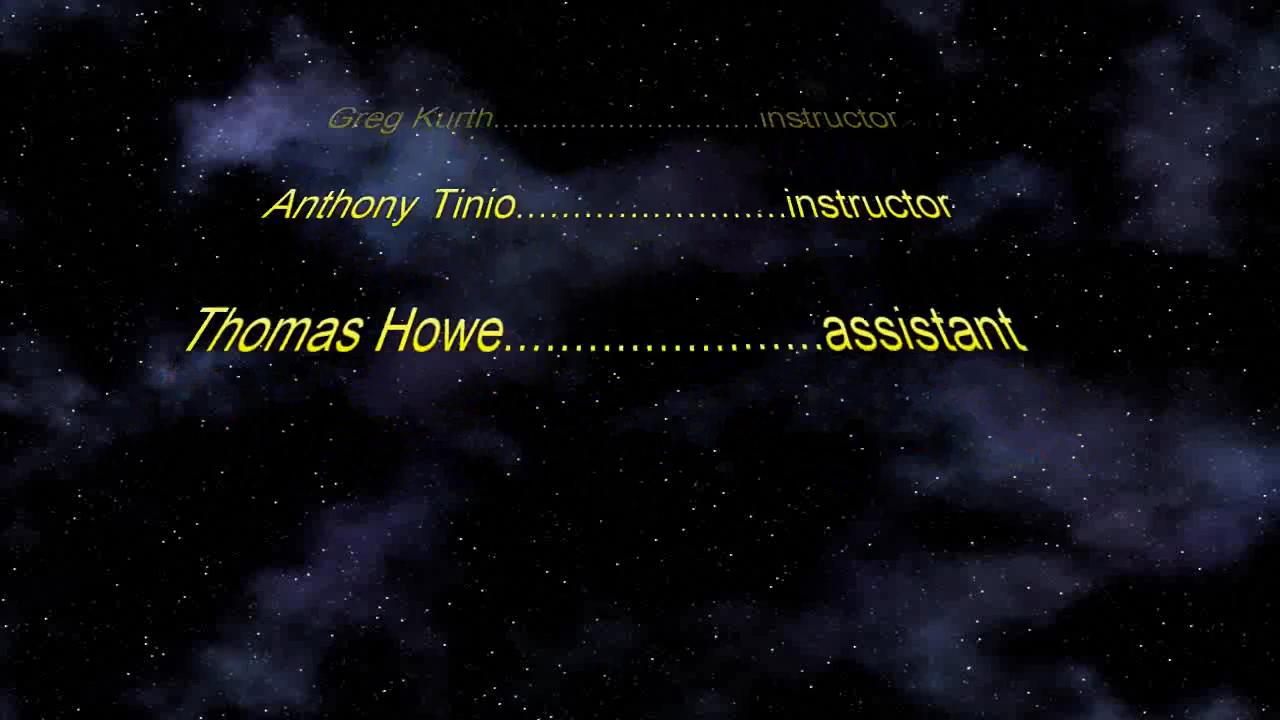 Greg Kurth.........................instructor
Anthony Tinio........................instructor
Thomas Howe.......................assistant